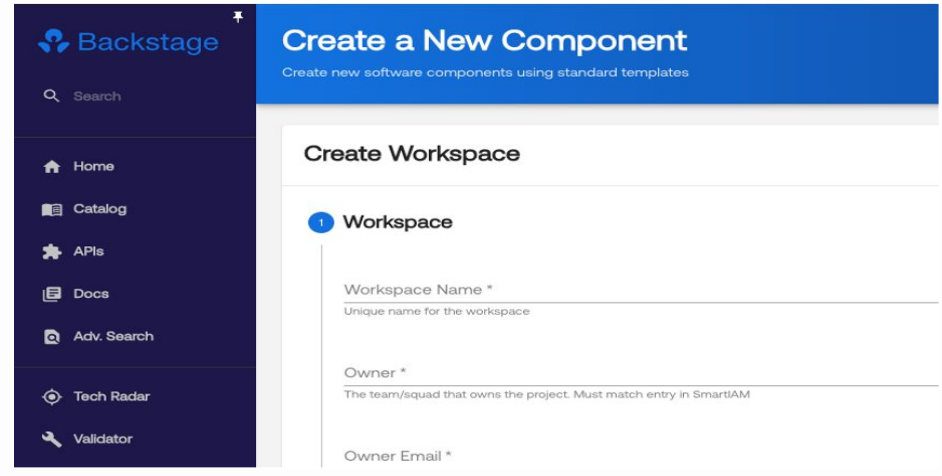 Backstage
Search
Home
Catalog
APIs
Docs
Adv. Search
Tech Radar
Validator
Create a New Component
Create new software components using standard templates
Create Workspace
1 Workspace
Workspace Name *
Unique name for the workspace
Owner *
The team/squad that owns the project. Must match entry in SmartIAM
Owner Email *